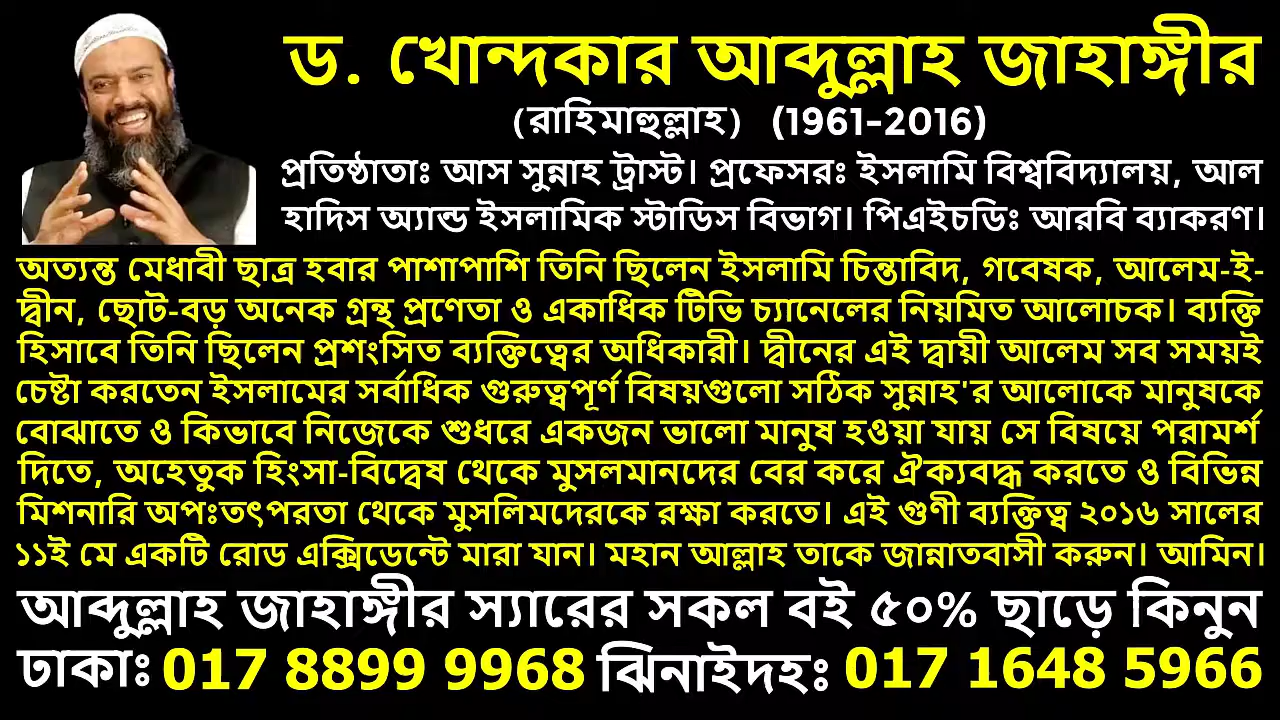 ড. খোন্দকার আব্দুল্লাহ জাহাঙ্গীর
(রাহিমাহুল্লাহ) (1961-2016)
প্রতিষ্ঠাতাঃ আস সুন্নাহ ট্রাস্ট। প্রফেসরঃ ইসলামি বিশ্ববিদ্যালয়, আল
হাদিস অ্যান্ড ইসলামিক স্টাডিস বিভাগ। পিএইচডিঃ আরবি ব্যাকরণ।
অত্যন্ত মেধাবী ছাত্র হবার পাশাপাশি তিনি ছিলেন ইসলামি চিন্তাবিদ, গবেষক, আলেম-ই-
দ্বীন, ছোট-বড় অনেক গ্রন্থ প্রণেতা ও একাধিক টিভি চ্যানেলের নিয়মিত আলোচক। ব্যক্তি
হিসাবে তিনি ছিলেন প্রশংসিত ব্যক্তিত্বের অধিকারী। দ্বীনের এই দ্বায়ী আলেম সব সময়ই
চেষ্টা করতেন ইসলামের সর্বাধিক গুরুত্বপূর্ণ বিষয়গুলো সঠিক সুন্নাহ'র আলোকে মানুষকে
বোঝাতে ও কিভাবে নিজেকে শুধরে একজন ভালো মানুষ হওয়া যায় সে বিষয়ে পরামর্শ
দিতে, অহেতুক হিংসা-বিদ্বেষ থেকে মুসলমানদের বের করে ঐক্যবদ্ধ করতে ও বিভিন্ন
মিশনারি অপঃতৎপরতা থেকে মুসলিমদেরকে রক্ষা করতে। এই গুণী ব্যক্তিত্ব ২০১৬ সালের
১১ই মে একটি রোড এক্সিডেন্টে মারা যান। মহান আল্লাহ তাকে জান্নাতবাসী করুন। আমিন।
আব্দুল্লাহ জাহাঙ্গীর স্যারের সকল বই ৫০% ছাড়ে কিনুন
ঢাকাঃ 017 8899 9968 ঝিনাইদহঃ 017 1648 5966